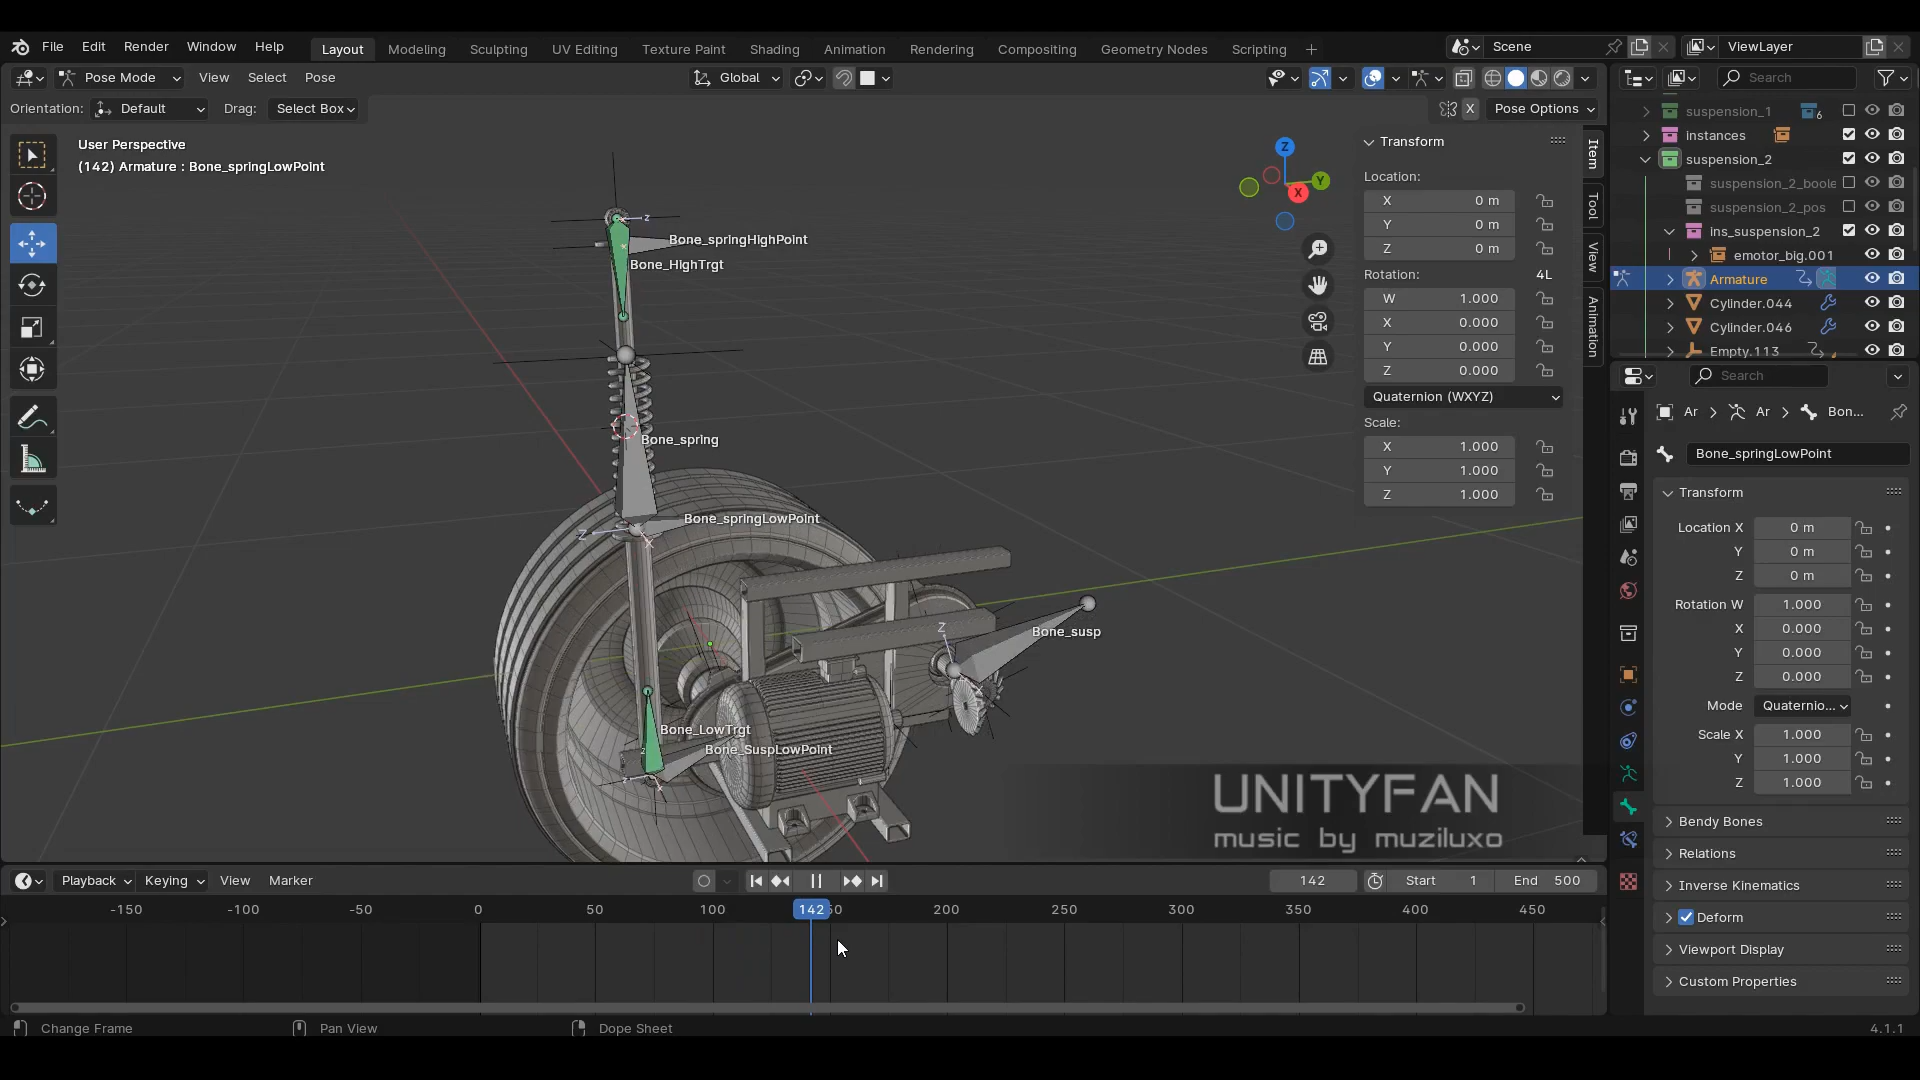 File Edit Render Window Help Layout Modeling Sculpting UV Editing Texture Paint Shading Animation Rendering Compositing Geometry Nodes Scripting + Scene ViewLayer
Pose Mode View Select Pose Global Search
Orientation: Default Drag: Select Box X Pose Options
User Perspective
(142) Armature : Bone_springLowPoint
Z
Y
X
Bone_springHighPoint
Bone_HighTrgt
Bone_spring
Bone_springLowPoint
Bone_susp
Bone_LowTrgt
Bone_SuspLowPoint
UNITYFAN
music by muziluxo
Transform
Location:
X 0 m
Y 0 m
Z 0 m
Rotation: 4L
W 1.000
X 0.000
Y 0.000
Z 0.000
Quaternion (WXYZ)
Scale:
X 1.000
Y 1.000
Z 1.000
Item
Tool
View
Animation
suspension_1 6
instances
suspension_2
suspension_2_boole
suspension_2_pos
ins_suspension_2
emotor_big.001
Armature
Cylinder.044
Cylinder.046
Empty.113
Search
Ar Ar Bon...
Bone_springLowPoint
Transform
Location X 0 m
Y 0 m
Z 0 m
Rotation W 1.000
X 0.000
Y 0.000
Z 0.000
Mode Quaternio...
Scale X 1.000
Y 1.000
Z 1.000
Bendy Bones
Relations
Inverse Kinematics
Deform
Viewport Display
Custom Properties
Playback Keying View Marker 142 Start 1 End 500
-150 -100 -50 0 50 100 142 200 250 300 350 400 450
Change Frame Pan View Dope Sheet 4.1.1